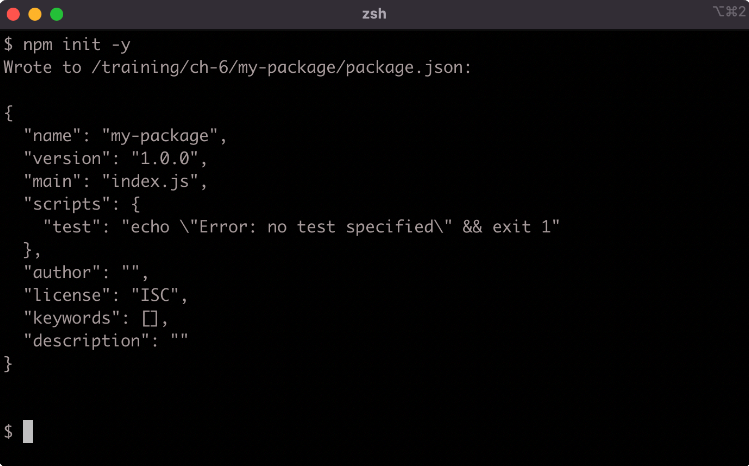 zsh
⌥⌘2
$ npm init -y
Wrote to /training/ch-6/my-package/package.json:
{
  "name": "my-package",
  "version": "1.0.0",
  "main": "index.js",
  "scripts": {
    "test": "echo \"Error: no test specified\" && exit 1"
  },
  "author": "",
  "license": "ISC",
  "keywords": [],
  "description": ""
}
$